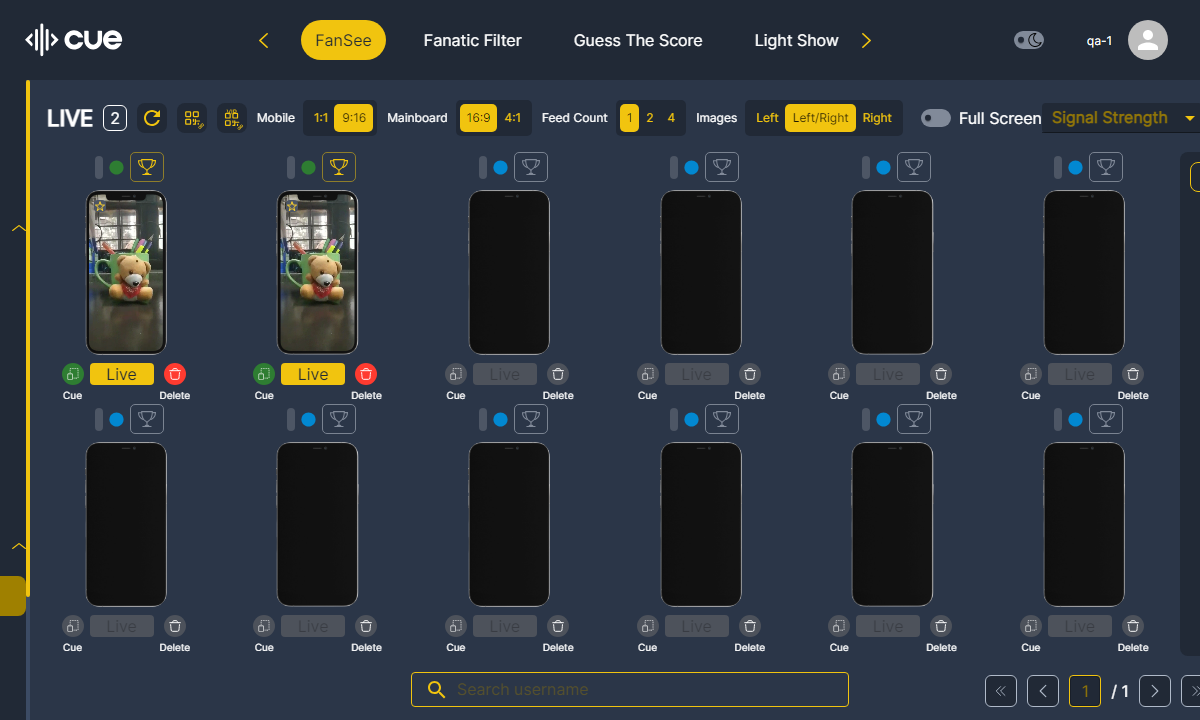 cue
FanSee
Fanatic Filter
Guess The Score
Light Show
qa-1
LIVE 2
Mobile 1:1 9:16
Mainboard 16:9 4:1
Feed Count 1 2 4
Images Left Left/Right Right
Full Screen
Signal Strength
Live Live Live Live Live Live
Cue Delete Cue Delete Cue Delete Cue Delete Cue Delete Cue Delete
Live Live Live Live Live Live
Cue Delete Cue Delete Cue Delete Cue Delete Cue Delete Cue Delete
Search username
1 / 1